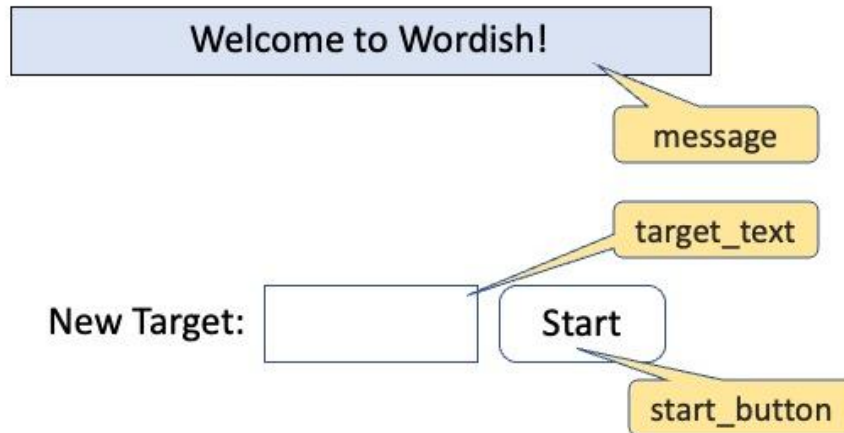 Welcome to Wordish!
message
target_text
New Target:
Start
start_button